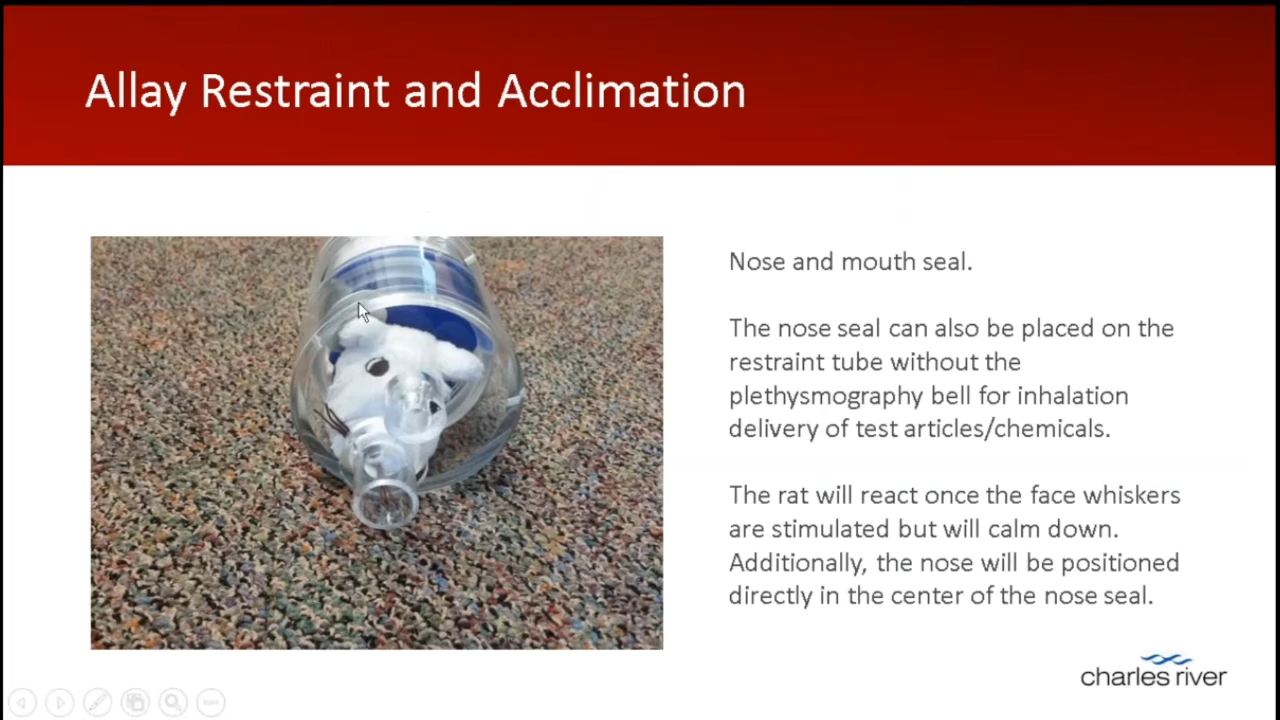 Allay Restraint and Acclimation
Nose and mouth seal.
The nose seal can also be placed on the
restraint tube without the
plethysmography bell for inhalation
delivery of test articles/chemicals.
The rat will react once the face whiskers
are stimulated but will calm down.
Additionally, the nose will be positioned
directly in the center of the nose seal.
charles river